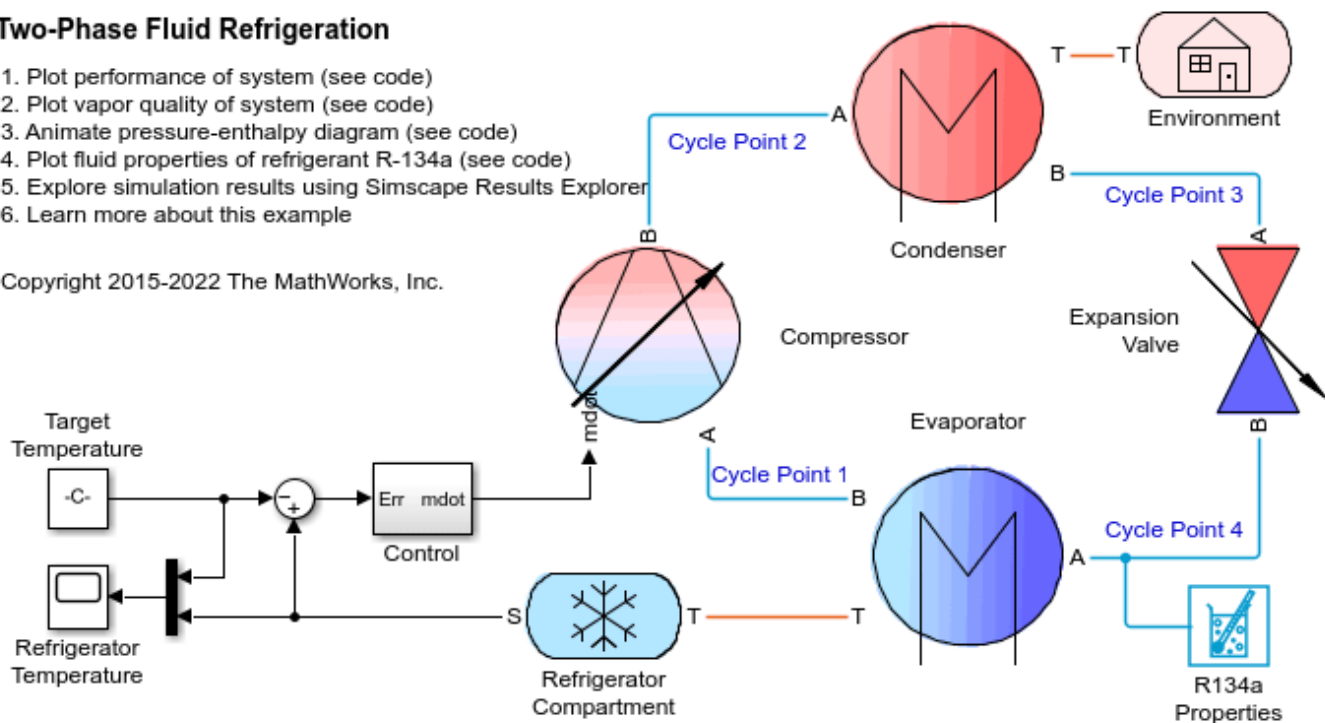 Two-Phase Fluid Refrigeration
1. Plot performance of system (see code)
2. Plot vapor quality of system (see code)
3. Animate pressure-enthalpy diagram (see code)
4. Plot fluid properties of refrigerant R-134a (see code)
5. Explore simulation results using Simscape Results Explorer
6. Learn more about this example
Copyright 2015-2022 The MathWorks, Inc.
T
T
Environment
A
Cycle Point 2
B
Cycle Point 3
Condenser
B
A
Compressor
Expansion
Valve
mdot
A
B
Evaporator
Target
Temperature
-C-
Cycle Point 1
B
Err mdot
Control
Cycle Point 4
A
S
T
T
Refrigerator
Temperature
Refrigerator
Compartment
R134a
Properties